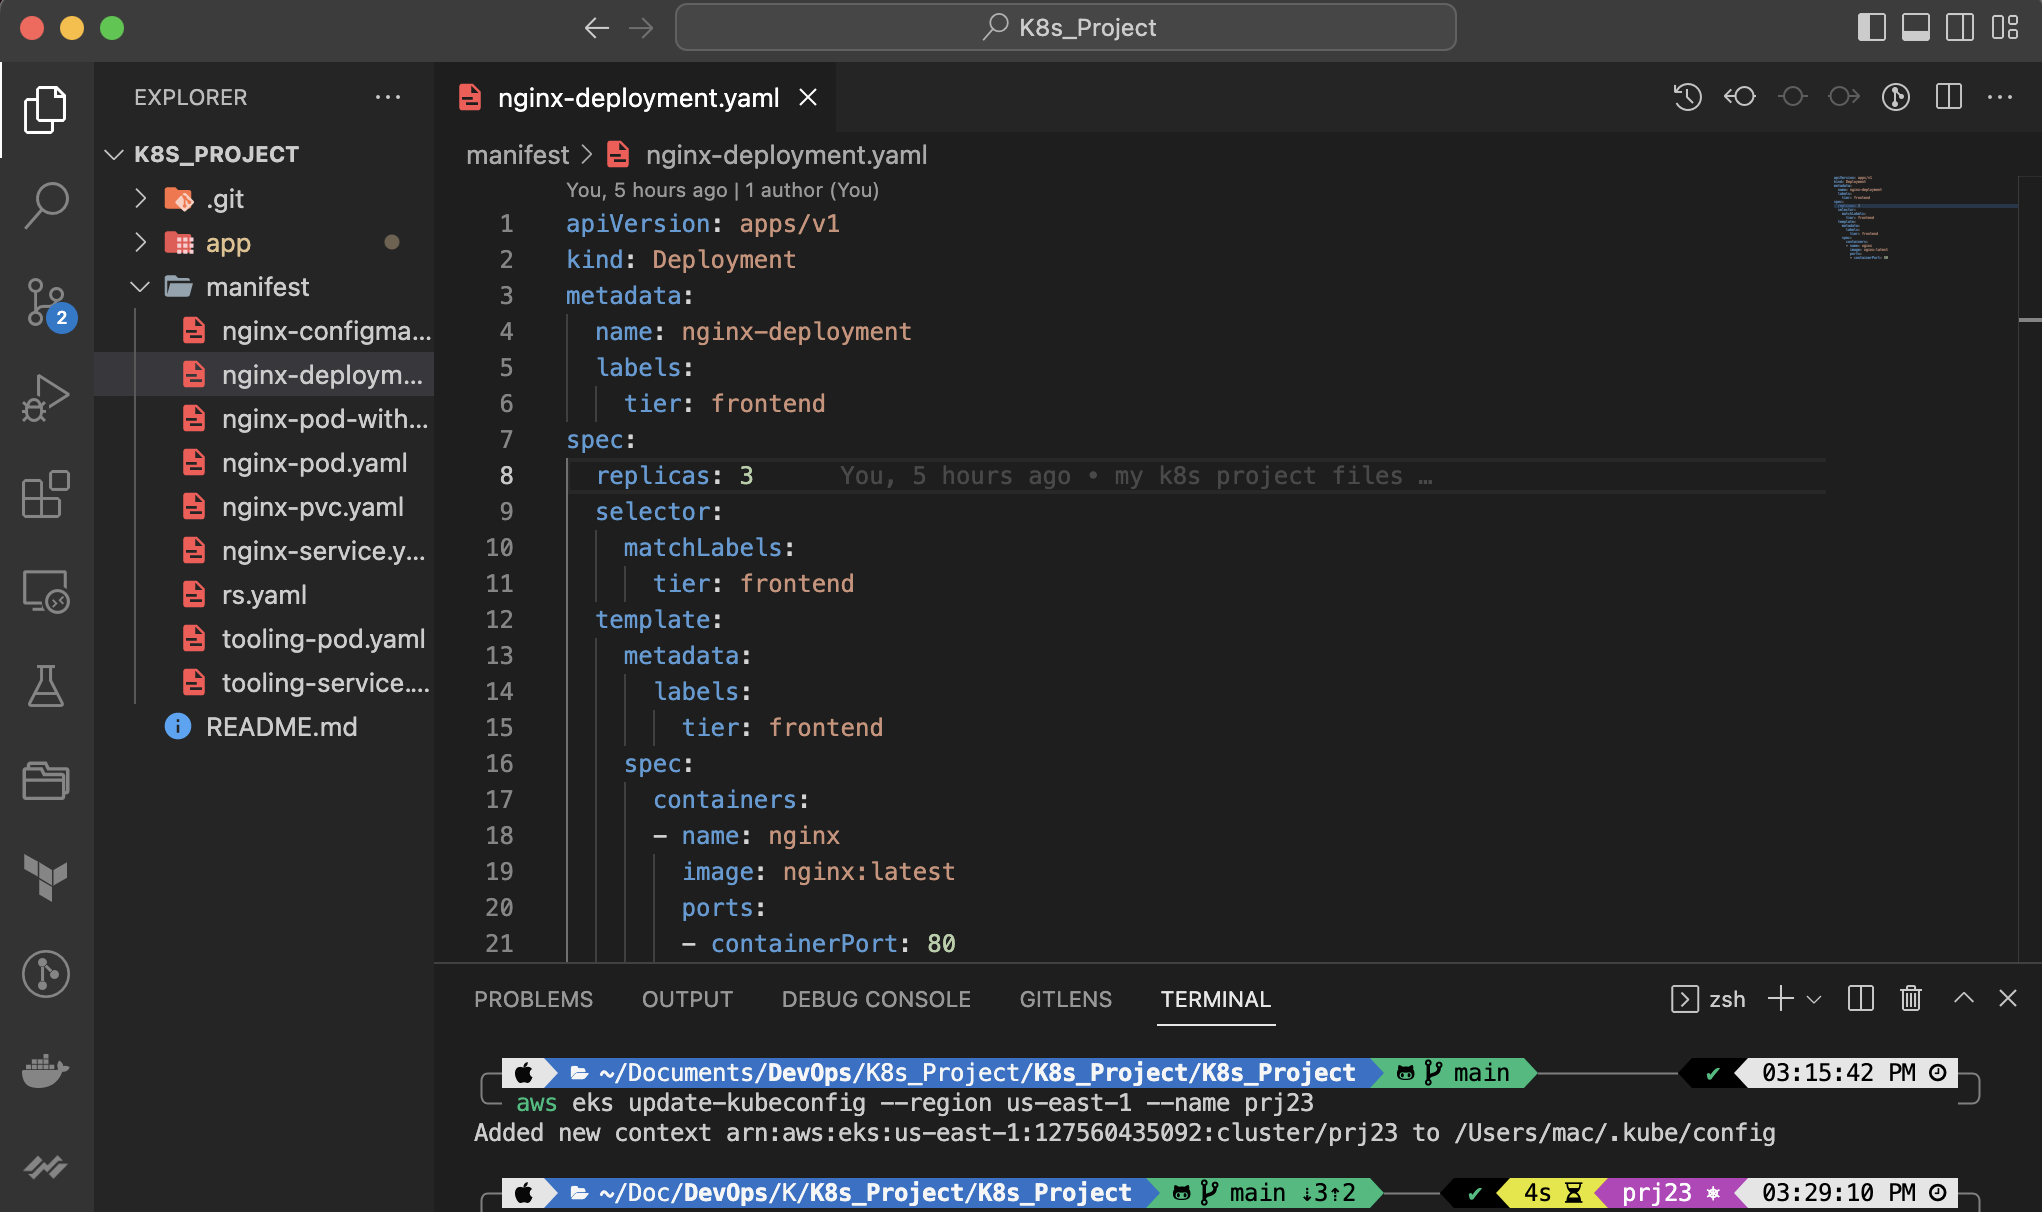 K8s_Project
EXPLORER
K8S_PROJECT
.git
app
manifest
nginx-configma...
nginx-deploym...
nginx-pod-with...
nginx-pod.yaml
nginx-pvc.yaml
nginx-service.y...
rs.yaml
tooling-pod.yaml
tooling-service....
README.md
2
nginx-deployment.yaml
manifest > nginx-deployment.yaml
You, 5 hours ago | 1 author (You)
1 apiVersion: apps/v1
2 kind: Deployment
3 metadata:
4 name: nginx-deployment
5 labels:
6 tier: frontend
7 spec:
8 replicas: 3 You, 5 hours ago • my k8s project files …
9 selector:
10 matchLabels:
11 tier: frontend
12 template:
13 metadata:
14 labels:
15 tier: frontend
16 spec:
17 containers:
18 - name: nginx
19 image: nginx:latest
20 ports:
21 - containerPort: 80
PROBLEMS OUTPUT DEBUG CONSOLE GITLENS TERMINAL zsh
~/Documents/DevOps/K8s_Project/K8s_Project/K8s_Project main ✔ 03:15:42 PM
aws eks update-kubeconfig --region us-east-1 --name prj23
Added new context arn:aws:eks:us-east-1:127560435092:cluster/prj23 to /Users/mac/.kube/config
~/Doc/DevOps/K/K8s_Project/K8s_Project main ⇣3⇡2 ✔ 4s prj23 ⎈ 03:29:10 PM